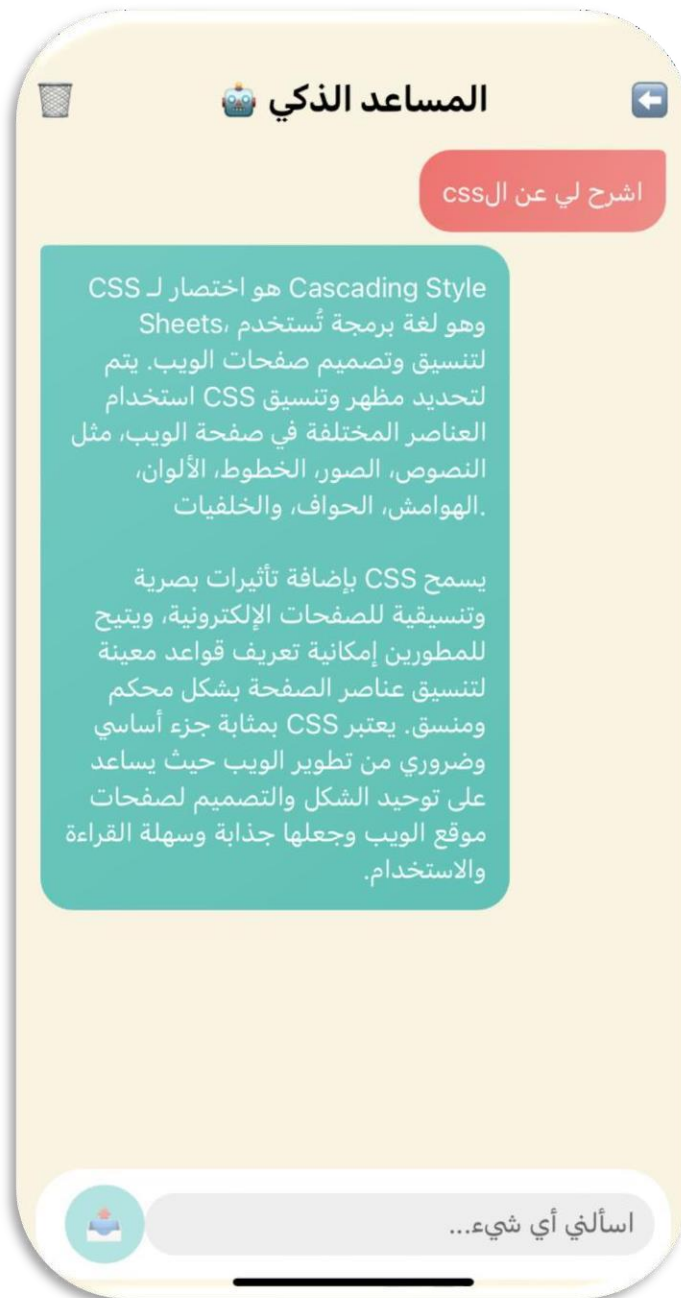 المساعد الذكي 🤖
اشرح لي عن الcss
CSS هو اختصار لـ Cascading Style
Sheets، وهو لغة برمجة تُستخدم
لتنسيق وتصميم صفحات الويب. يتم
استخدام CSS لتحديد مظهر وتنسيق
العناصر المختلفة في صفحة الويب، مثل
النصوص، الصور، الخطوط، الألوان،
الهوامش، الحواف، والخلفيات.
يسمح CSS بإضافة تأثيرات بصرية
وتنسيقية للصفحات الإلكترونية، ويتيح
للمطورين إمكانية تعريف قواعد معينة
لتنسيق عناصر الصفحة بشكل محكم
ومنسق. يعتبر CSS بمثابة جزء أساسي
وضروري من تطوير الويب حيث يساعد
على توحيد الشكل والتصميم لصفحات
موقع الويب وجعلها جذابة وسهلة القراءة
والاستخدام.
اسألني أي شيء...